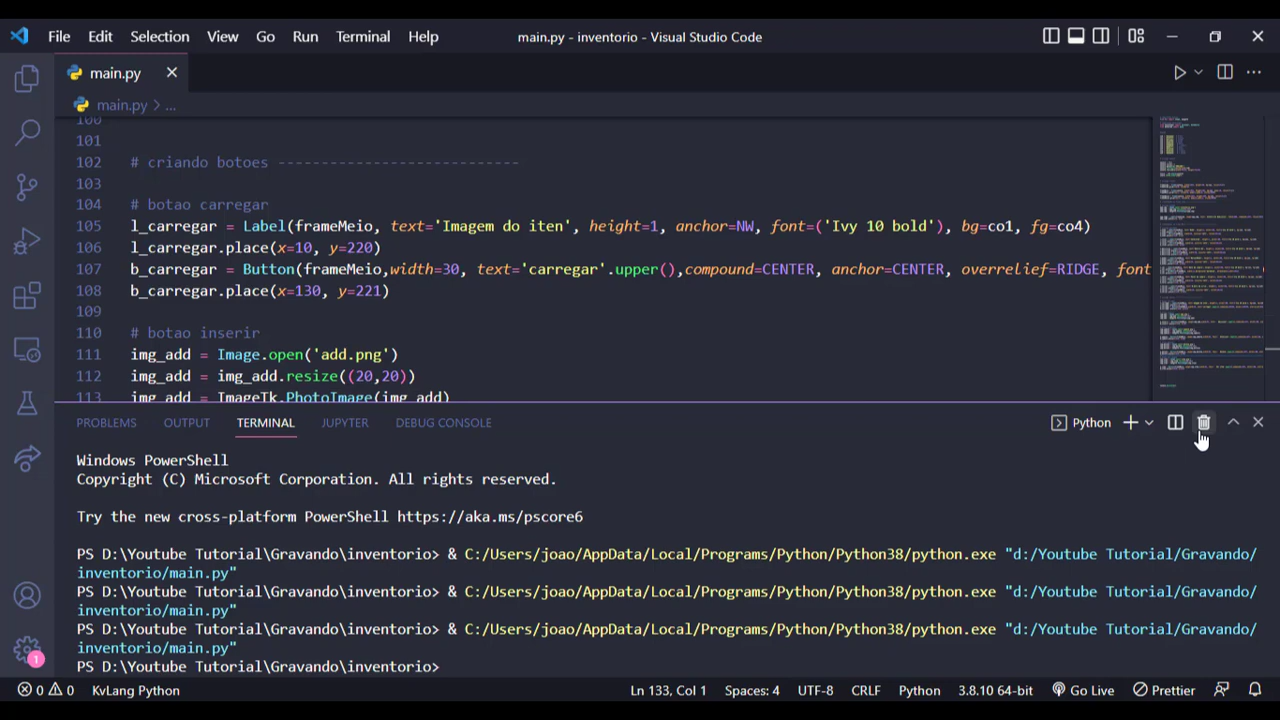 File Edit Selection View Go Run Terminal Help main.py - inventorio - Visual Studio Code
main.py
main.py > ...
100
101
102 # criando botoes ----------------------------
103
104 # botao carregar
105 l_carregar = Label(frameMeio, text='Imagem do iten', height=1, anchor=NW, font=('Ivy 10 bold'), bg=co1, fg=co4)
106 l_carregar.place(x=10, y=220)
107 b_carregar = Button(frameMeio,width=30, text='carregar'.upper(),compound=CENTER, anchor=CENTER, overrelief=RIDGE, font
108 b_carregar.place(x=130, y=221)
109
110 # botao inserir
111 img_add = Image.open('add.png')
112 img_add = img_add.resize((20,20))
113 img_add = ImageTk.PhotoImage(img_add)
PROBLEMS OUTPUT TERMINAL JUPYTER DEBUG CONSOLE Python
Windows PowerShell
Copyright (C) Microsoft Corporation. All rights reserved.
Try the new cross-platform PowerShell https://aka.ms/pscore6
PS D:\Youtube Tutorial\Gravando\inventorio> & C:/Users/joao/AppData/Local/Programs/Python/Python38/python.exe "d:/Youtube Tutorial/Gravando/
inventorio/main.py"
PS D:\Youtube Tutorial\Gravando\inventorio> & C:/Users/joao/AppData/Local/Programs/Python/Python38/python.exe "d:/Youtube Tutorial/Gravando/
inventorio/main.py"
PS D:\Youtube Tutorial\Gravando\inventorio> & C:/Users/joao/AppData/Local/Programs/Python/Python38/python.exe "d:/Youtube Tutorial/Gravando/
inventorio/main.py"
PS D:\Youtube Tutorial\Gravando\inventorio>
1
0 0 KvLang Python Ln 133, Col 1 Spaces: 4 UTF-8 CRLF Python 3.8.10 64-bit Go Live Prettier